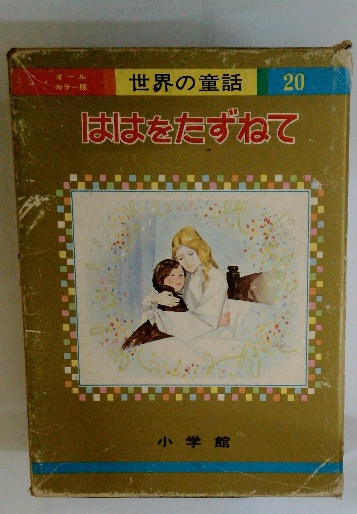 オール
カラー版
世界の童話
20
ははをたずねて
小学館